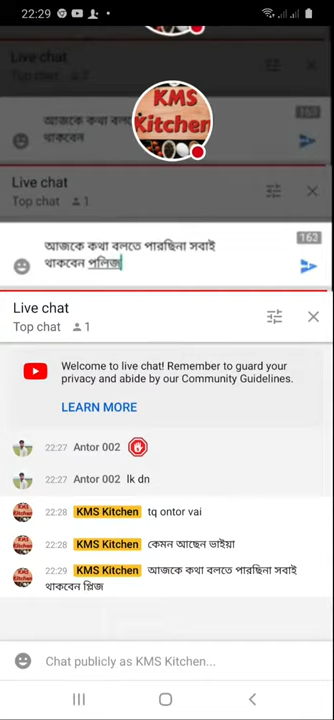 22:29
Live chat
Top chat
163
আজকে কথা বল
থাকবেন
KMS
Kitchen
Live chat
Top chat 1
163
আজকে কথা বলতে পারছিনা সবাই
থাকবেন পলিজ
Live chat
Top chat 1
Welcome to live chat! Remember to guard your
privacy and abide by our Community Guidelines.
LEARN MORE
22:27 Antor 002
22:27 Antor 002 lk dn
22:28 KMS Kitchen tq ontor vai
22:28 KMS Kitchen কেমন আছেন ভাইয়া
22:29 KMS Kitchen আজকে কথা বলতে পারছিনা সবাই
থাকবেন প্লিজ
Chat publicly as KMS Kitchen...